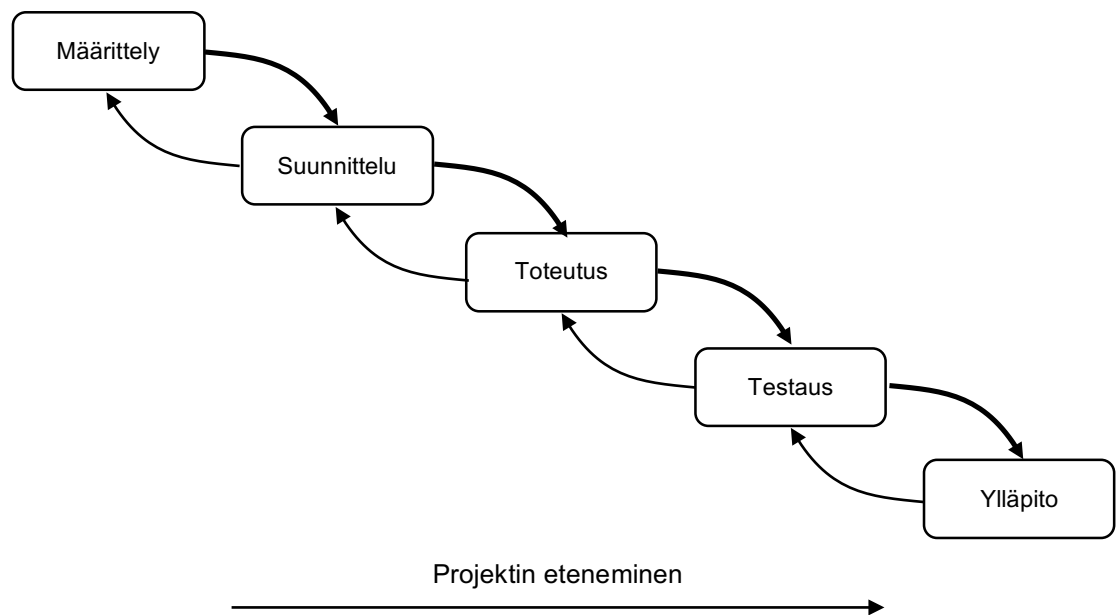 Määrittely
Suunnittelu
Toteutus
Testaus
Ylläpito
Projektin eteneminen